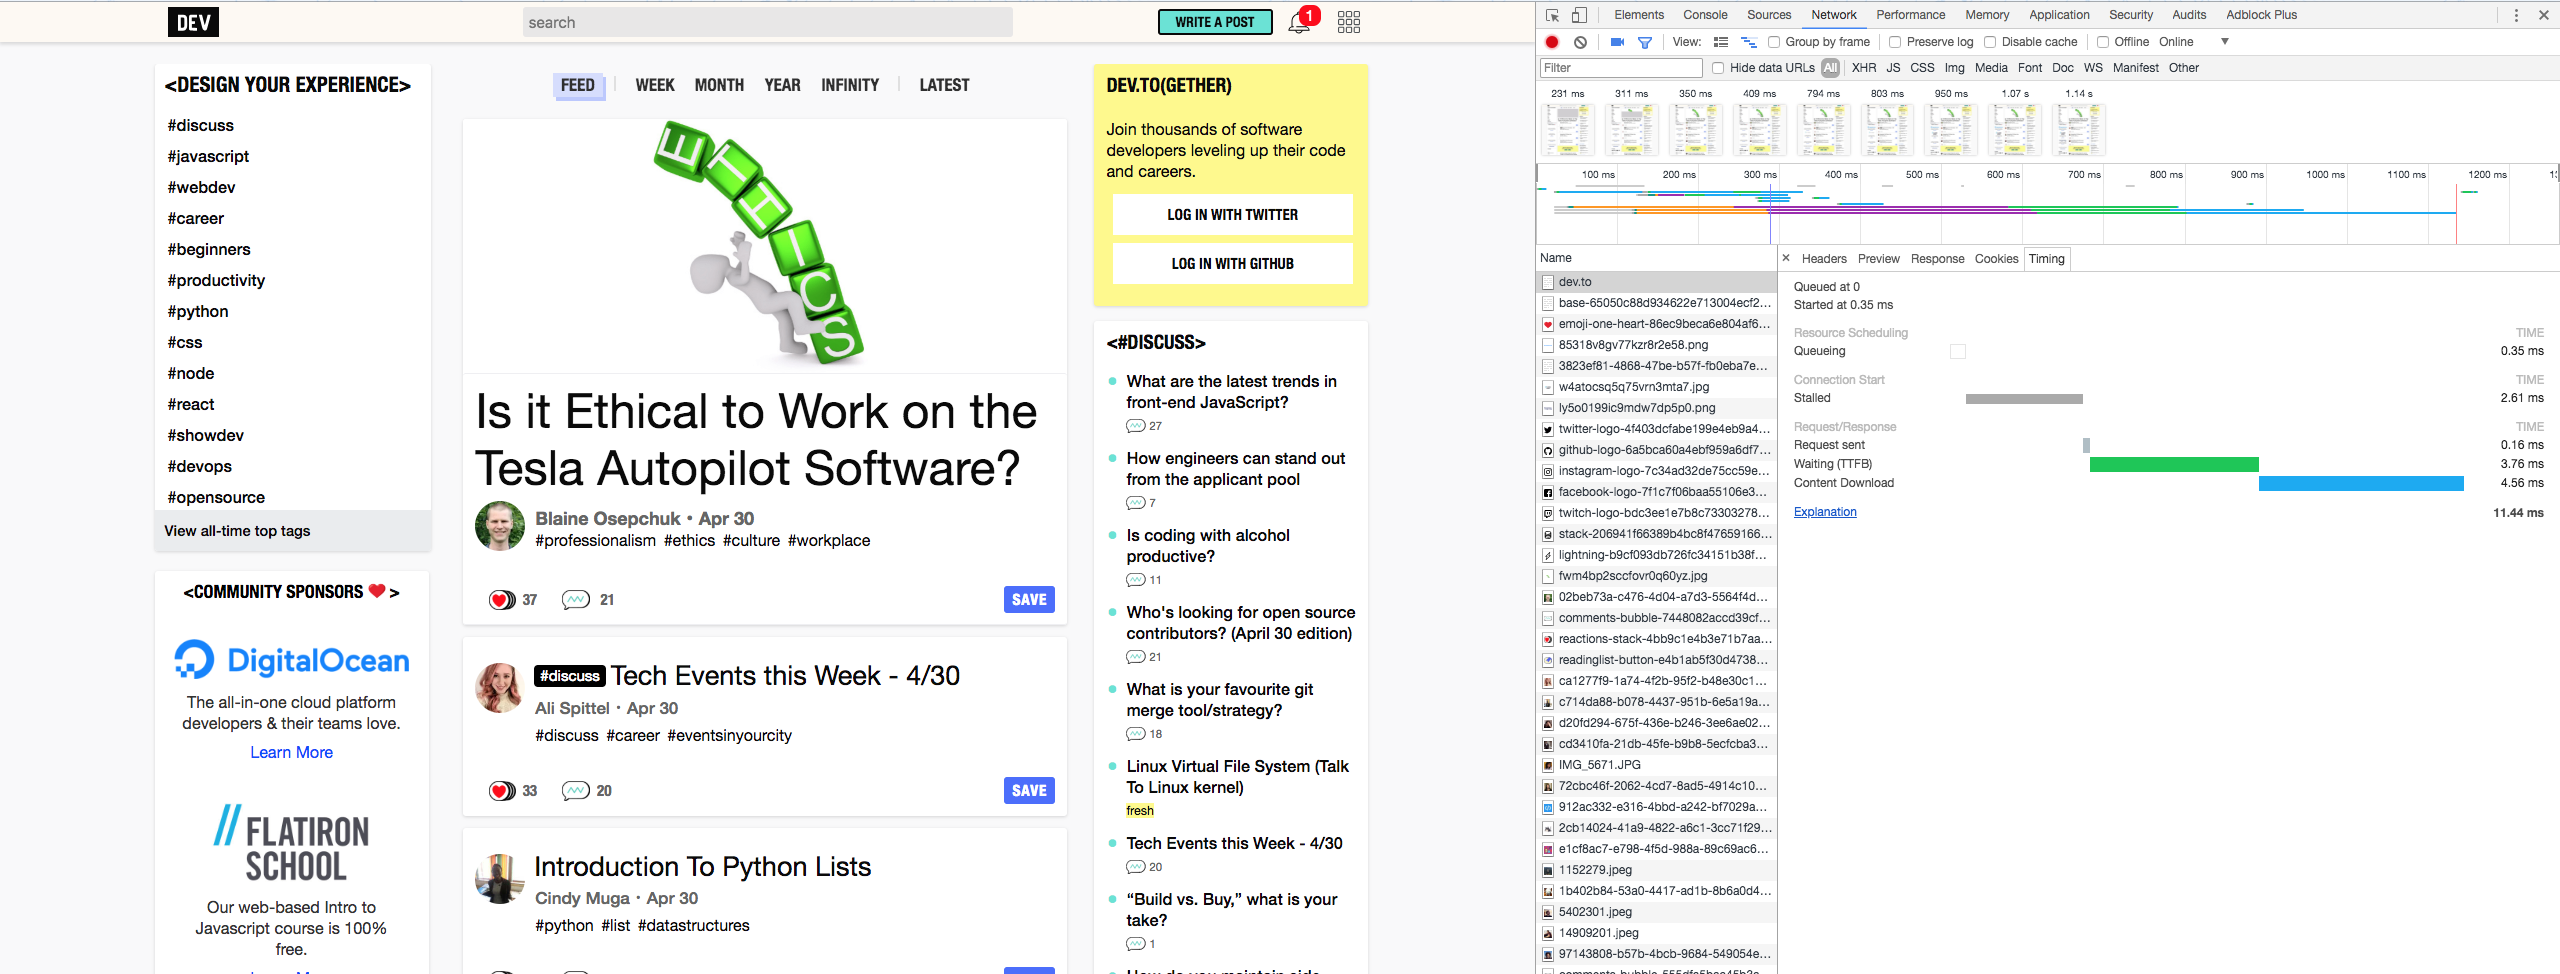 DEV
search
WRITE A POST
1
<DESIGN YOUR EXPERIENCE>
#discuss
#javascript
#webdev
#career
#beginners
#productivity
#python
#css
#node
#react
#showdev
#devops
#opensource
View all-time top tags
<COMMUNITY SPONSORS ❤️ >
DigitalOcean
The all-in-one cloud platform
developers & their teams love.
Learn More
FLATIRON
SCHOOL
Our web-based Intro to
Javascript course is 100%
free.
FEED
WEEK
MONTH
YEAR
INFINITY
LATEST
ETHICS
Is it Ethical to Work on the
Tesla Autopilot Software?
Blaine Osepchuk • Apr 30
#professionalism #ethics #culture #workplace
37
21
SAVE
#discuss Tech Events this Week - 4/30
Ali Spittel • Apr 30
#discuss #career #eventsinyourcity
33
20
SAVE
Introduction To Python Lists
Cindy Muga • Apr 30
#python #list #datastructures
DEV.TO(GETHER)
Join thousands of software
developers leveling up their code
and careers.
LOG IN WITH TWITTER
LOG IN WITH GITHUB
<#DISCUSS>
What are the latest trends in
front-end JavaScript?
27
How engineers can stand out
from the applicant pool
7
Is coding with alcohol
productive?
11
Who's looking for open source
contributors? (April 30 edition)
21
What is your favourite git
merge tool/strategy?
18
Linux Virtual File System (Talk
To Linux kernel)
fresh
Tech Events this Week - 4/30
20
“Build vs. Buy,” what is your
take?
1
Elements Console Sources Network Performance Memory Application Security Audits Adblock Plus
View: Group by frame Preserve log Disable cache Offline Online
Filter Hide data URLs All XHR JS CSS Img Media Font Doc WS Manifest Other
231 ms 311 ms 350 ms 409 ms 794 ms 803 ms 950 ms 1.07 s 1.14 s
100 ms 200 ms 300 ms 400 ms 500 ms 600 ms 700 ms 800 ms 900 ms 1000 ms 1100 ms 1200 ms
Name
dev.to
base-65050c88d934622e713004ecf2...
emoji-one-heart-86ec9beca6e804af6...
85318v8gv77kzr8r2e58.png
3823ef81-4868-47be-b57f-fb0eba7e...
w4atocsq5q75vrn3mta7.jpg
ly5o0199ic9mdw7dp5p0.png
twitter-logo-4f403dcfabe199e4eb9a4...
github-logo-6a5bca60a4ebf959a6df7...
instagram-logo-7c34ad32de75cc59e...
facebook-logo-7f1c7f06baa55106e3...
twitch-logo-bdc3ee1e7b8c73303278...
stack-206941f66389b4bc8f47659166...
lightning-b9cf093db726fc34151b38f...
fwm4bp2sccfovr0q60yz.jpg
02beb73a-c476-4d04-a7d3-5564f4d...
comments-bubble-7448082accd39cf...
reactions-stack-4bb9c1e4b3e71b7aa...
readinglist-button-e4b1ab5f30d4738...
ca1277f9-1a74-4f2b-95f2-b48e30c1...
c714da88-b078-4437-951b-6e5a19a...
d20fd294-675f-436e-b246-3ee6ae02...
cd3410fa-21db-45fe-b9b8-5ecfcba3...
IMG_5671.JPG
72cbc46f-2062-4cd7-8ad5-4914c10...
912ac332-e316-4bbd-a242-bf7029a...
2cb14024-41a9-4822-a6c1-3cc71f29...
e1cf8ac7-e798-4f5d-988a-89c69ac6...
1152279.jpeg
1b402b84-53a0-4417-ad1b-8b6a0d4...
5402301.jpeg
14909201.jpeg
97143808-b57b-4bcb-9684-549054e...
Headers Preview Response Cookies Timing
Queued at 0
Started at 0.35 ms
Resource Scheduling TIME
Queueing 0.35 ms
Connection Start TIME
Stalled 2.61 ms
Request/Response TIME
Request sent 0.16 ms
Waiting (TTFB) 3.76 ms
Content Download 4.56 ms
Explanation 11.44 ms